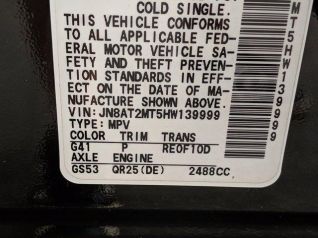 COLD SINGLE.
THIS VEHICLE CONFORMS
TO ALL APPLICABLE FED-
ERAL MOTOR VEHICLE SA-
FETY AND THEFT PREVEN-
TION STANDARDS IN EFF-
ECT ON THE DATE OF MA-
NUFACTURE SHOWN ABOVE.
VIN: JN8AT2MT5HW139999
TYPE: MPV
COLOR TRIM TRANS
G41 P RE0F10D
AXLE ENGINE
GS53 QR25(DE) 2488CC
MT5HW139999